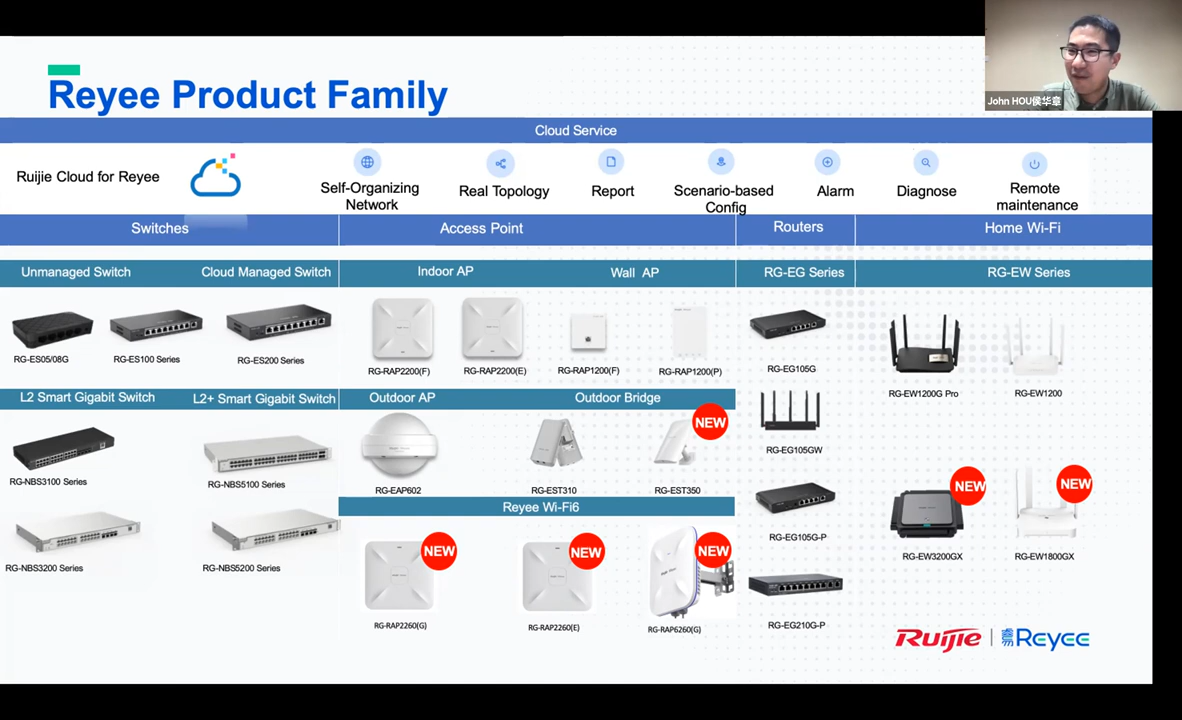 John HOU侯华章
Reyee Product Family
Cloud Service
Ruijie Cloud for Reyee
Self-Organizing
Network
Real Topology
Report
Scenario-based
Config
Alarm
Diagnose
Remote
maintenance
Switches
Access Point
Routers
Home Wi-Fi
Unmanaged Switch
Cloud Managed Switch
Indoor AP
Wall AP
RG-EG Series
RG-EW Series
RG-ES05/08G
RG-ES100 Series
RG-ES200 Series
RG-RAP2200(F)
RG-RAP2200(E)
RG-RAP1200(F)
RG-RAP1200(P)
RG-EG105G
RG-EW1200G Pro
RG-EW1200
L2 Smart Gigabit Switch
L2+ Smart Gigabit Switch
Outdoor AP
Outdoor Bridge
NEW
RG-NBS3100 Series
RG-NBS5100 Series
RG-EAP602
RG-EST310
RG-EST350
RG-EG105GW
Reyee Wi-Fi6
NEW
NEW
RG-NBS3200 Series
RG-NBS5200 Series
NEW
NEW
NEW
RG-EG105G-P
RG-EW3200GX
RG-EW1800GX
RG-RAP2260(G)
RG-RAP2260(E)
RG-RAP6260(G)
RG-EG210G-P
Ruijie | Reyee